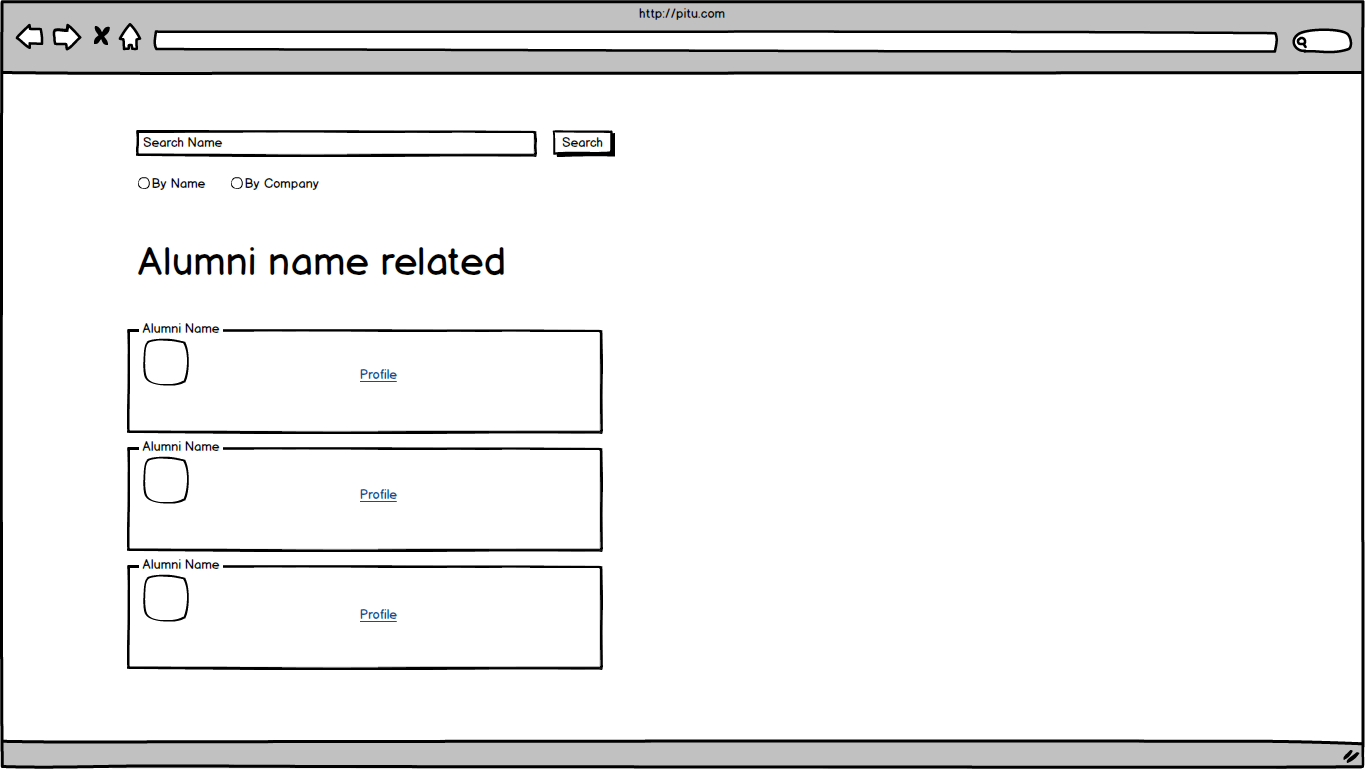 http://pitu.com
Search Name
Search
By Name
By Company
Alumni name related
Alumni Name
Profile
Alumni Name
Profile
Alumni Name
Profile